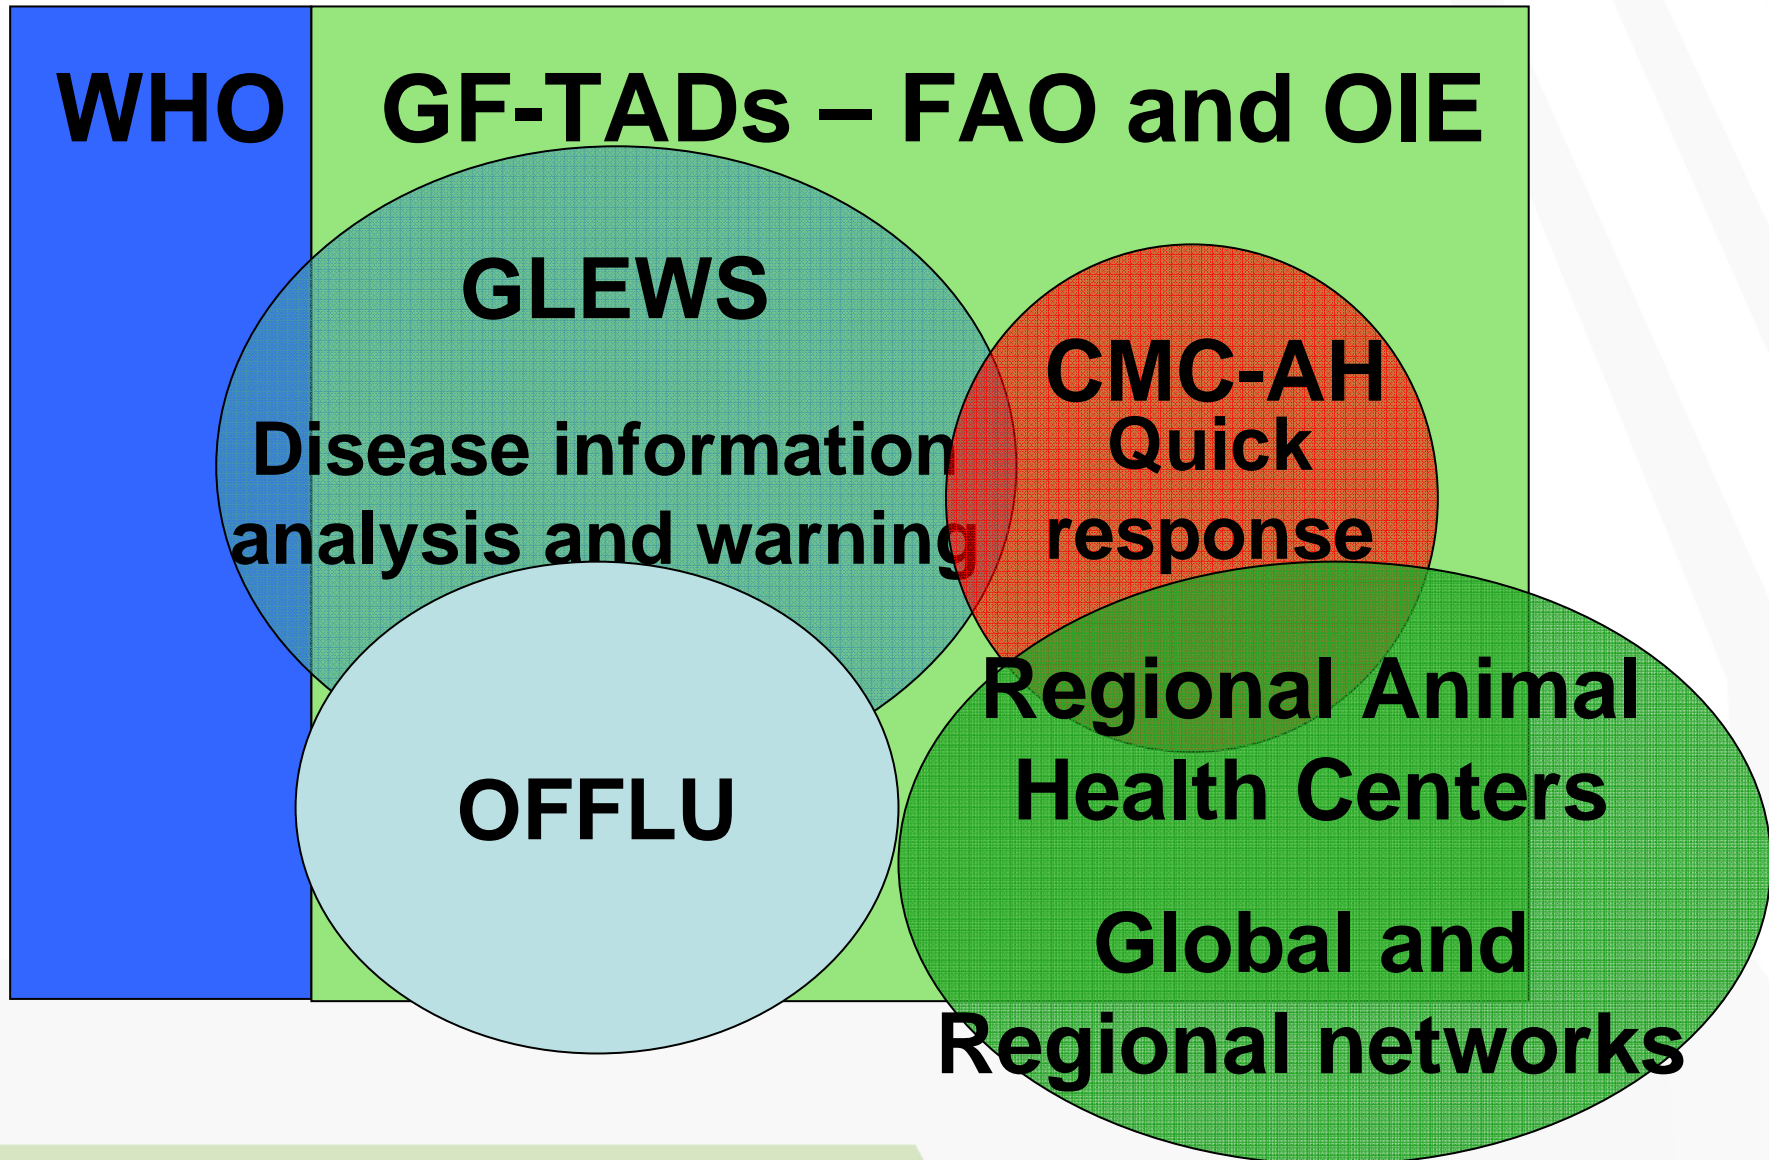 WHO
GF-TADs – FAO and OIE
GLEWS
Disease information
analysis and warning
CMC-AH
Quick
response
OFFLU
Regional Animal
Health Centers
Global and
Regional networks